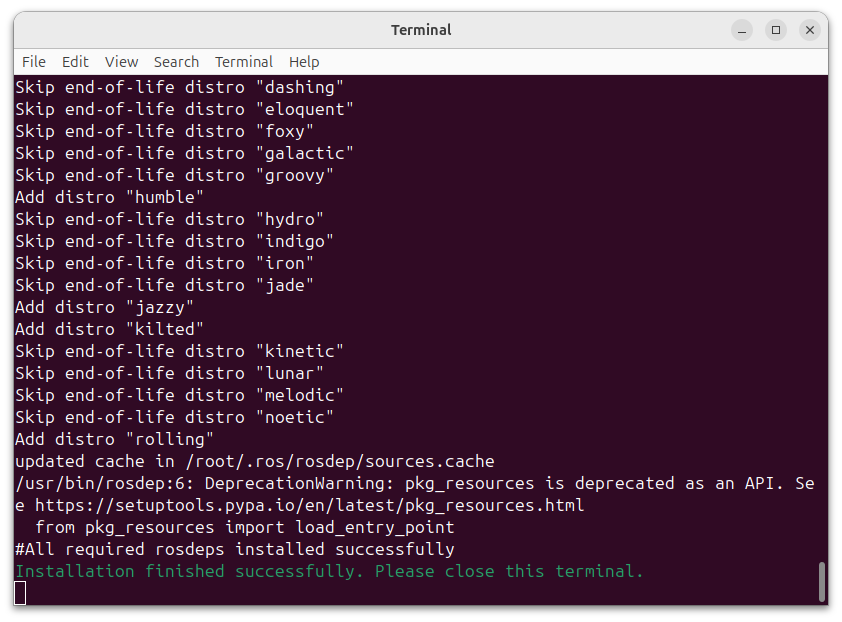 Terminal
File Edit View Search Terminal Help
Skip end-of-life distro "dashing"
Skip end-of-life distro "eloquent"
Skip end-of-life distro "foxy"
Skip end-of-life distro "galactic"
Skip end-of-life distro "groovy"
Add distro "humble"
Skip end-of-life distro "hydro"
Skip end-of-life distro "indigo"
Skip end-of-life distro "iron"
Skip end-of-life distro "jade"
Add distro "jazzy"
Add distro "kilted"
Skip end-of-life distro "kinetic"
Skip end-of-life distro "lunar"
Skip end-of-life distro "melodic"
Skip end-of-life distro "noetic"
Add distro "rolling"
updated cache in /root/.ros/rosdep/sources.cache
/usr/bin/rosdep:6: DeprecationWarning: pkg_resources is deprecated as an API. Se
e https://setuptools.pypa.io/en/latest/pkg_resources.html
  from pkg_resources import load_entry_point
#All required rosdeps installed successfully
Installation finished successfully. Please close this terminal.